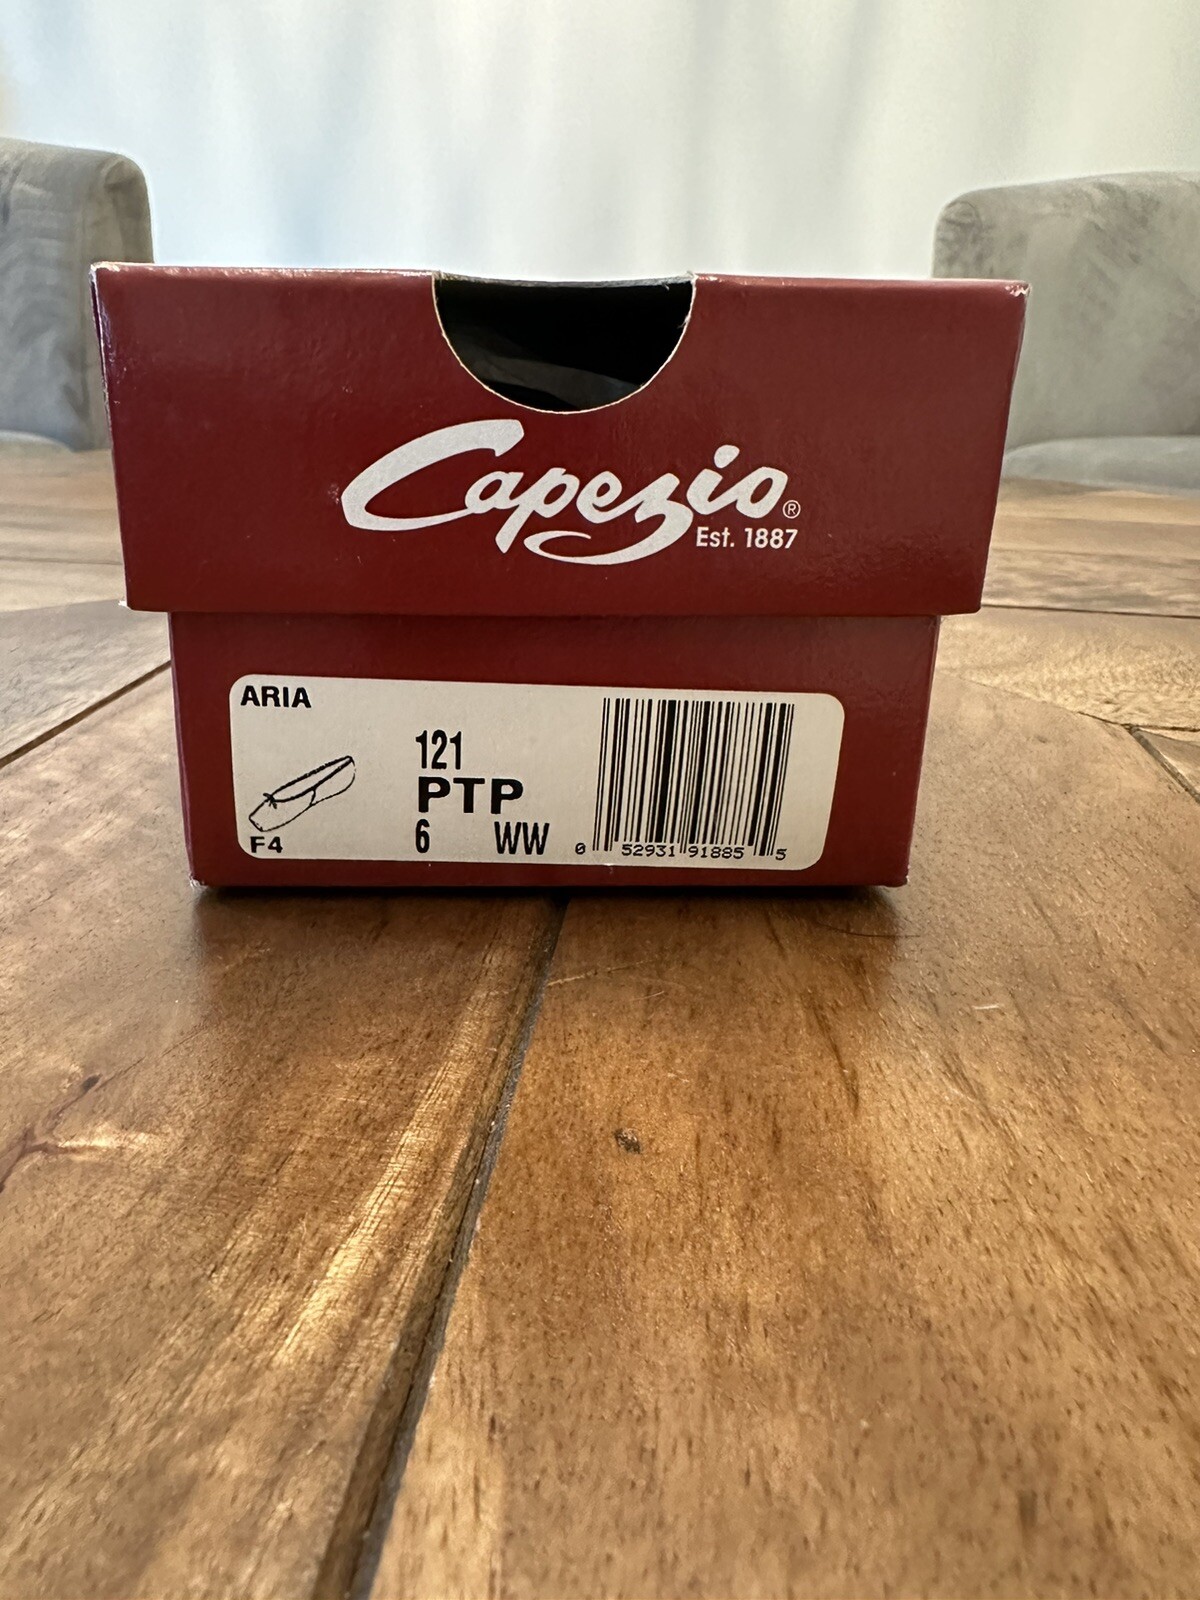 Capezio®
Est. 1887
ARIA
121
PTP
F4
6 WW
0 52931 91885 5